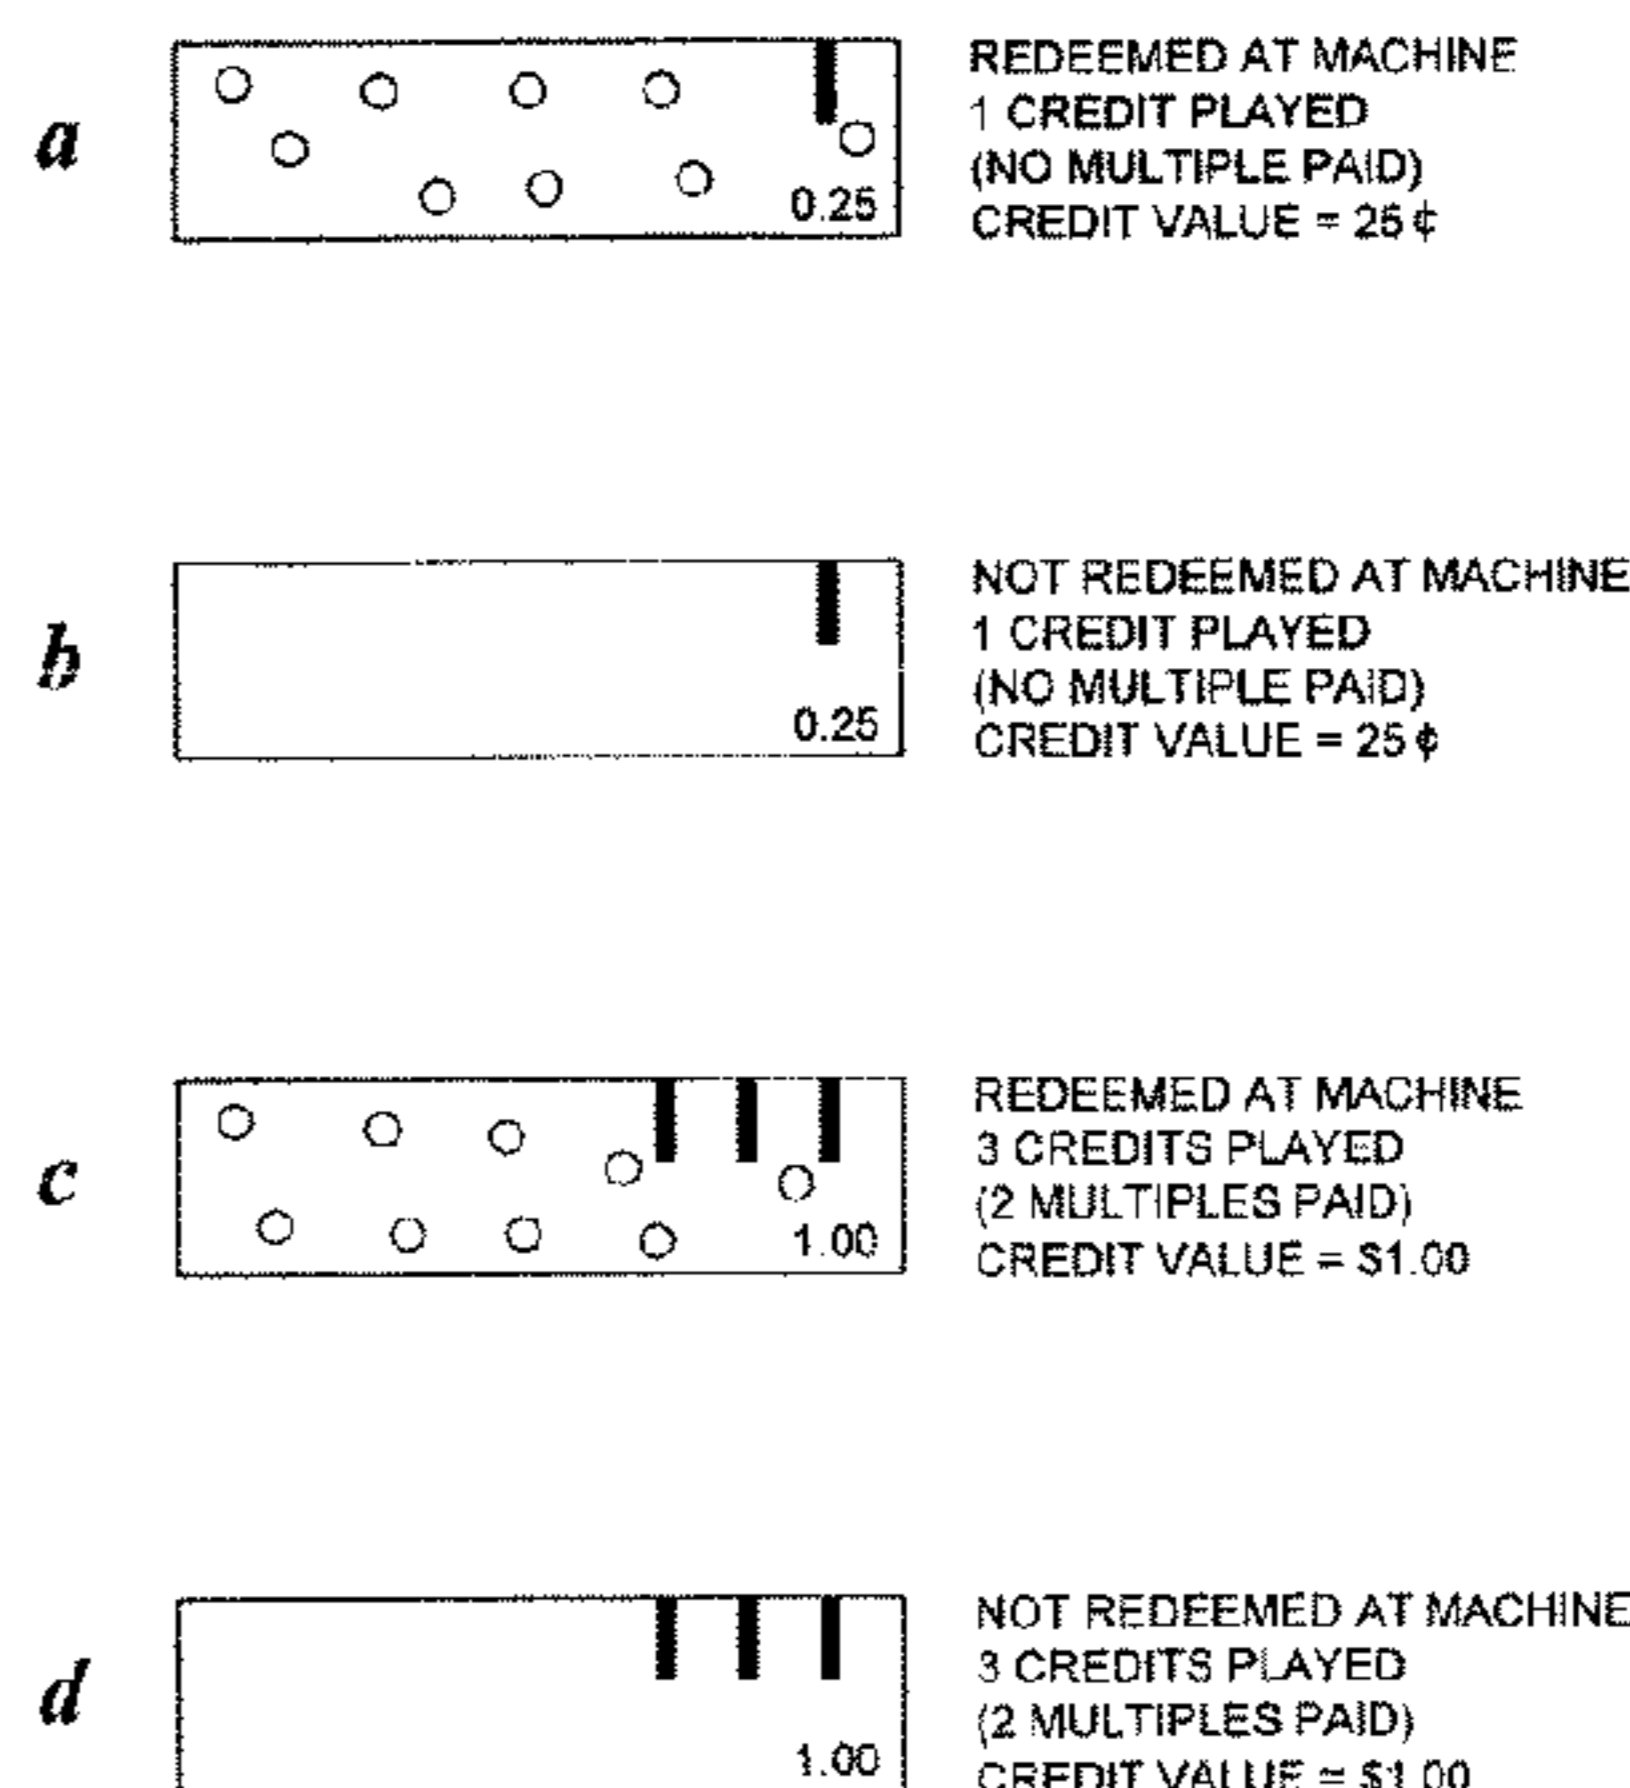 a
0.25
REDEEMED AT MACHINE
1 CREDIT PLAYED
(NO MULTIPLE PAID)
CREDIT VALUE = 25 ¢
b
0.25
NOT REDEEMED AT MACHINE
1 CREDIT PLAYED
(NO MULTIPLE PAID)
CREDIT VALUE = 25 ¢
c
1.00
REDEEMED AT MACHINE
3 CREDITS PLAYED
(2 MULTIPLES PAID)
CREDIT VALUE = $1.00
d
1.00
NOT REDEEMED AT MACHINE
3 CREDITS PLAYED
(2 MULTIPLES PAID)
CREDIT VALUE = $1.00